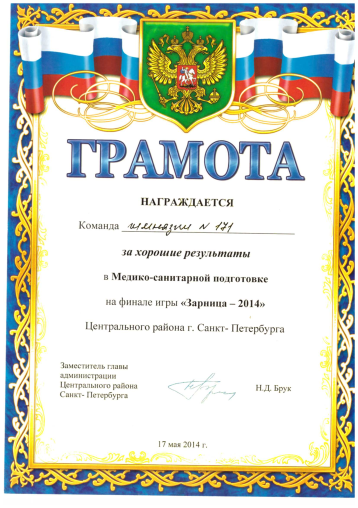 ГРАМОТА
НАГРАЖДАЕТСЯ
Команда гимназии N 171
за хорошие результаты
в Медико-санитарной подготовке
на финале игры «Зарница – 2014»
Центрального района г. Санкт- Петербурга
Заместитель главы
администрации
Центрального района
Санкт- Петербурга
Н.Д. Брук
17 мая 2014 г.